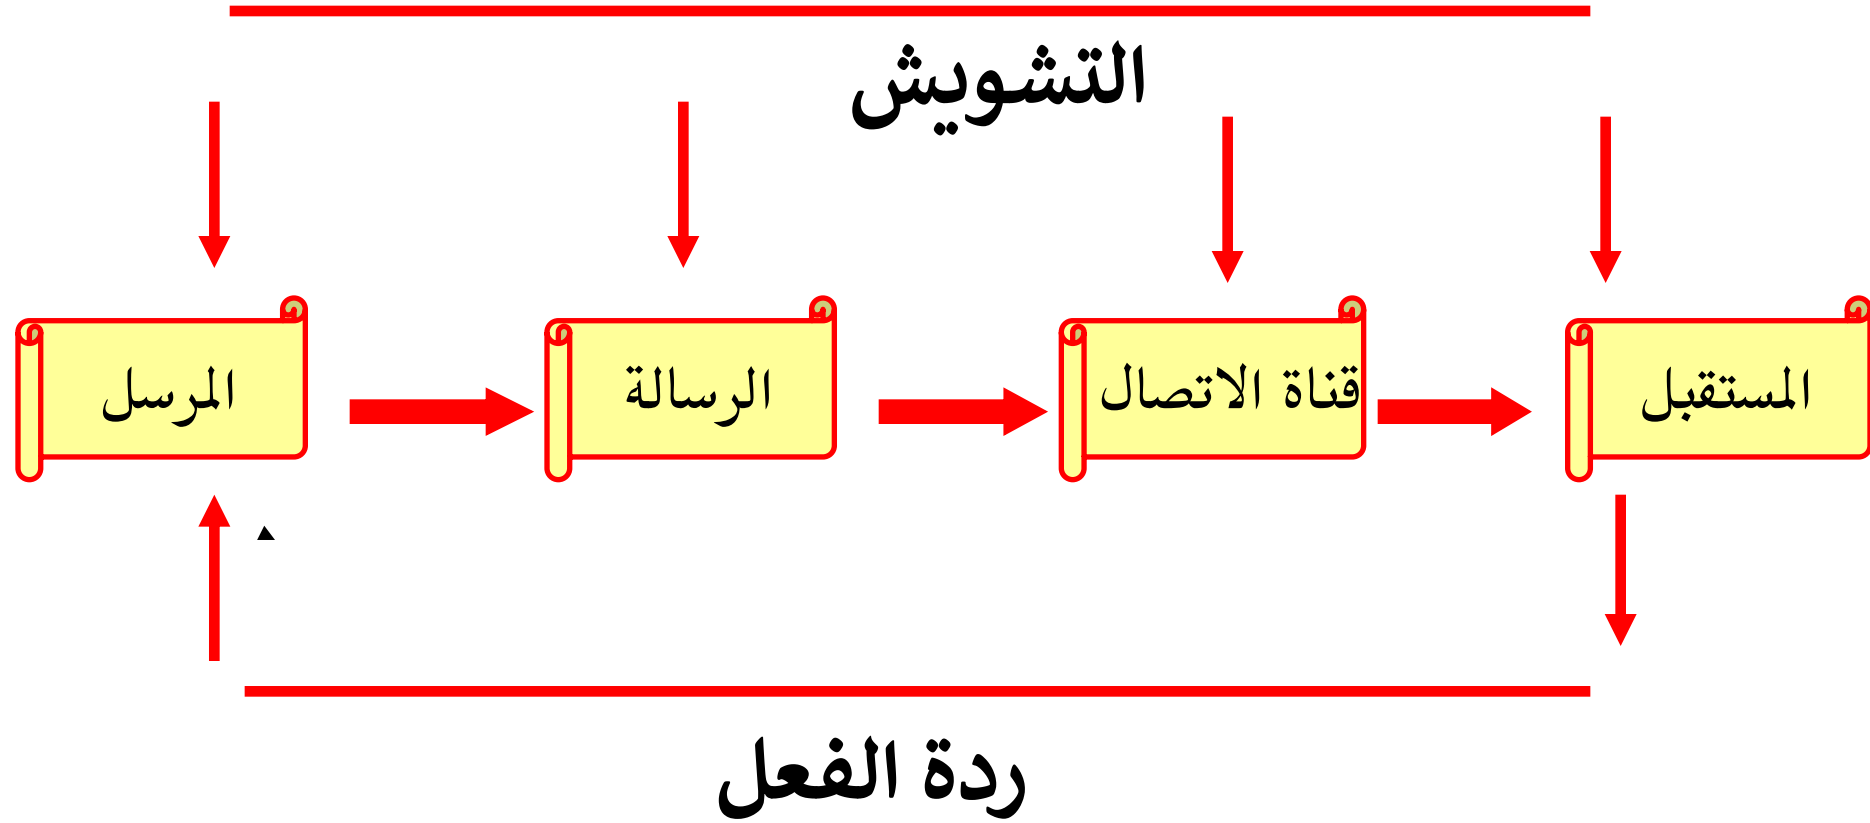 التشويش
المرسل
الرسالة
قناة الاتصال
المستقبل
ردة الفعل